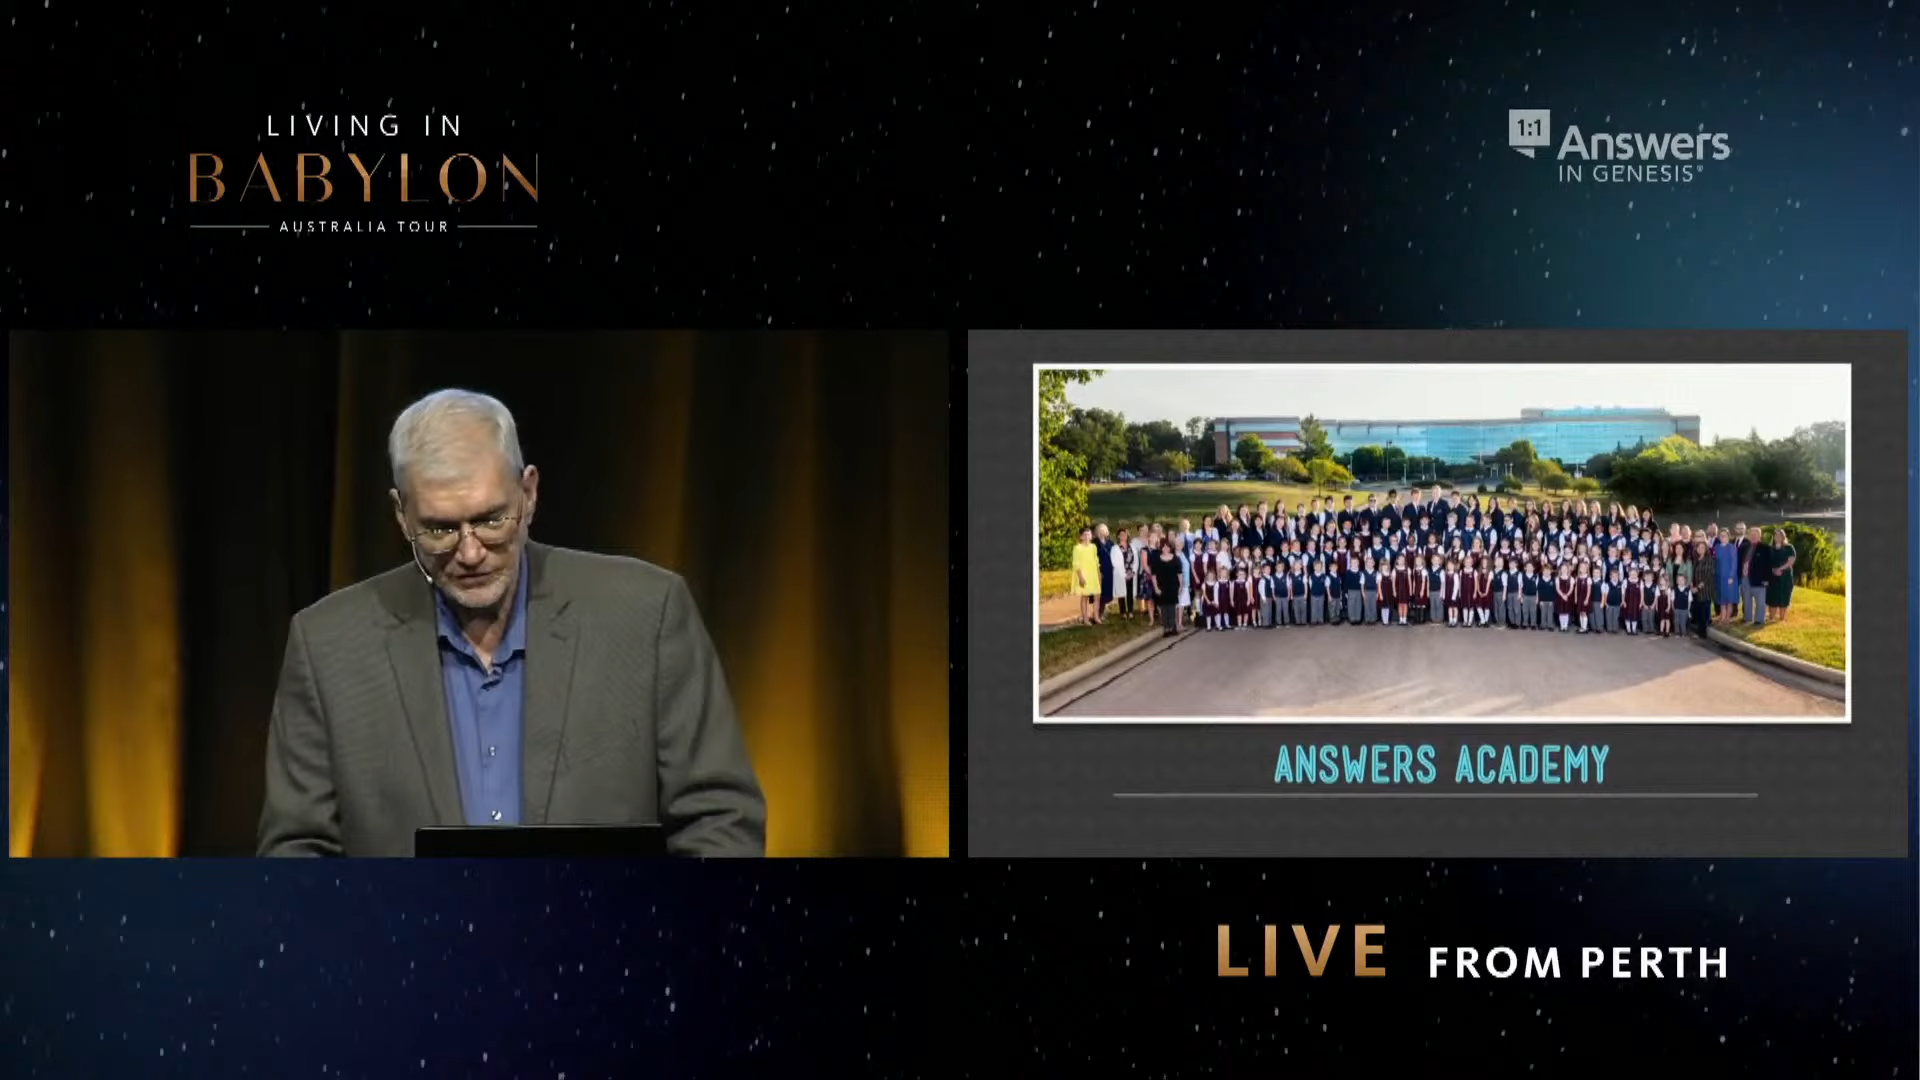 LIVING IN
BABYLON
AUSTRALIA TOUR
1:1
Answers
IN GENESIS®
ANSWERS ACADEMY
LIVE FROM PERTH